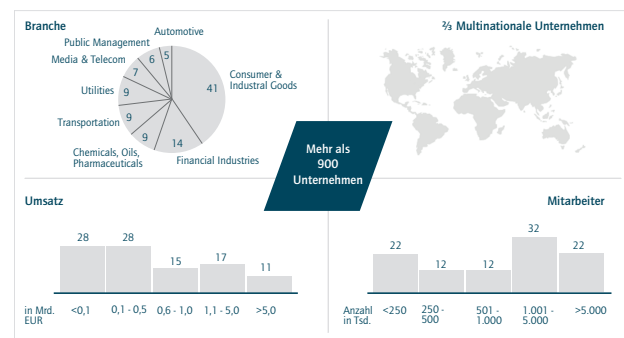 Branche
Automotive
Public Management
Media & Telecom
Utilities
Transportation
Chemicals, Oils,
Pharmaceuticals
Financial Industries
Consumer &
Industral Goods
5
6
7
9
9
9
14
41
⅔ Multinationale Unternehmen
Mehr als
900
Unternehmen
Umsatz
28 28 15 17 11
in Mrd.
EUR
<0,1 0,1 - 0,5 0,6 - 1,0 1,1 - 5,0 >5,0
Mitarbeiter
22 12 12 32 22
Anzahl
in Tsd.
<250
250 -
500
501 -
1.000
1.001 -
5.000
>5.000